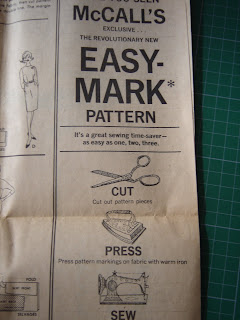 McCALL'S
EXCLUSIVE...
THE REVOLUTIONARY NEW
EASY-
MARK*
PATTERN
It's a great sewing time-saver—
as easy as one, two, three.
CUT
Cut out pattern pieces
PRESS
Press pattern markings on fabric with warm iron
SEW